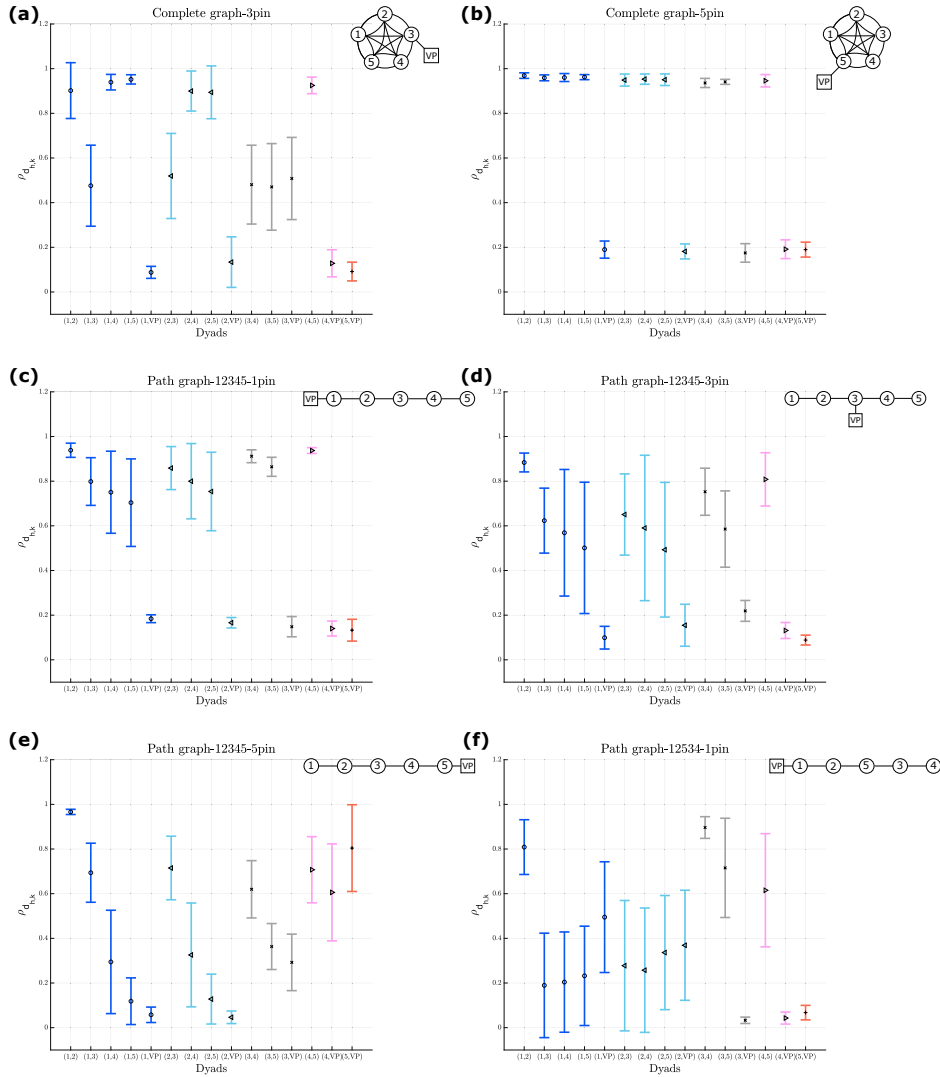 (a)
Complete graph-3pin
1 2 3 4 5 VP
1.2
1
0.8
0.6
0.4
0.2
0
ρd h,k
(1,2) (1,3) (1,4) (1,5) (1,VP) (2,3) (2,4) (2,5) (2,VP) (3,4) (3,5) (3,VP) (4,5) (4,VP)(5,VP)
Dyads
(b)
Complete graph-5pin
1 2 3 4 5 VP
1.2
1
0.8
0.6
0.4
0.2
0
ρd h,k
(1,2) (1,3) (1,4) (1,5) (1,VP) (2,3) (2,4) (2,5) (2,VP) (3,4) (3,5) (3,VP) (4,5) (4,VP)(5,VP)
Dyads
(c)
Path graph-12345-1pin
VP 1 2 3 4 5
1.2
1
0.8
0.6
0.4
0.2
0
ρd h,k
(1,2) (1,3) (1,4) (1,5) (1,VP) (2,3) (2,4) (2,5) (2,VP) (3,4) (3,5) (3,VP) (4,5) (4,VP)(5,VP)
Dyads
(d)
Path graph-12345-3pin
1 2 3 4 5
VP
1.2
1
0.8
0.6
0.4
0.2
0
ρd h,k
(1,2) (1,3) (1,4) (1,5) (1,VP) (2,3) (2,4) (2,5) (2,VP) (3,4) (3,5) (3,VP) (4,5) (4,VP)(5,VP)
Dyads
(e)
Path graph-12345-5pin
1 2 3 4 5 VP
1.2
1
0.8
0.6
0.4
0.2
0
ρd h,k
(1,2) (1,3) (1,4) (1,5) (1,VP) (2,3) (2,4) (2,5) (2,VP) (3,4) (3,5) (3,VP) (4,5) (4,VP)(5,VP)
Dyads
(f)
Path graph-12534-1pin
VP 1 2 5 3 4
1.2
1
0.8
0.6
0.4
0.2
0
ρd h,k
(1,2) (1,3) (1,4) (1,5) (1,VP) (2,3) (2,4) (2,5) (2,VP) (3,4) (3,5) (3,VP) (4,5) (4,VP)(5,VP)
Dyads